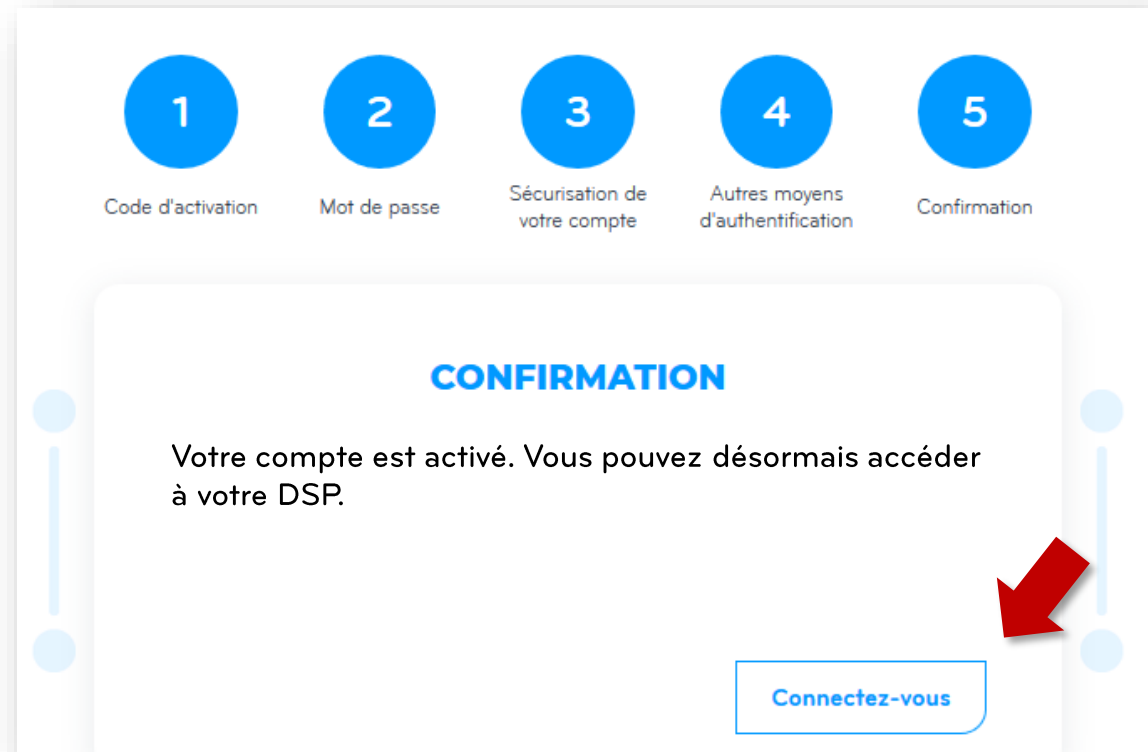 1
2
3
4
5
Code d'activation
Mot de passe
Sécurisation de
votre compte
Autres moyens
d'authentification
Confirmation
CONFIRMATION
Votre compte est activé. Vous pouvez désormais accéder
à votre DSP.
Connectez-vous